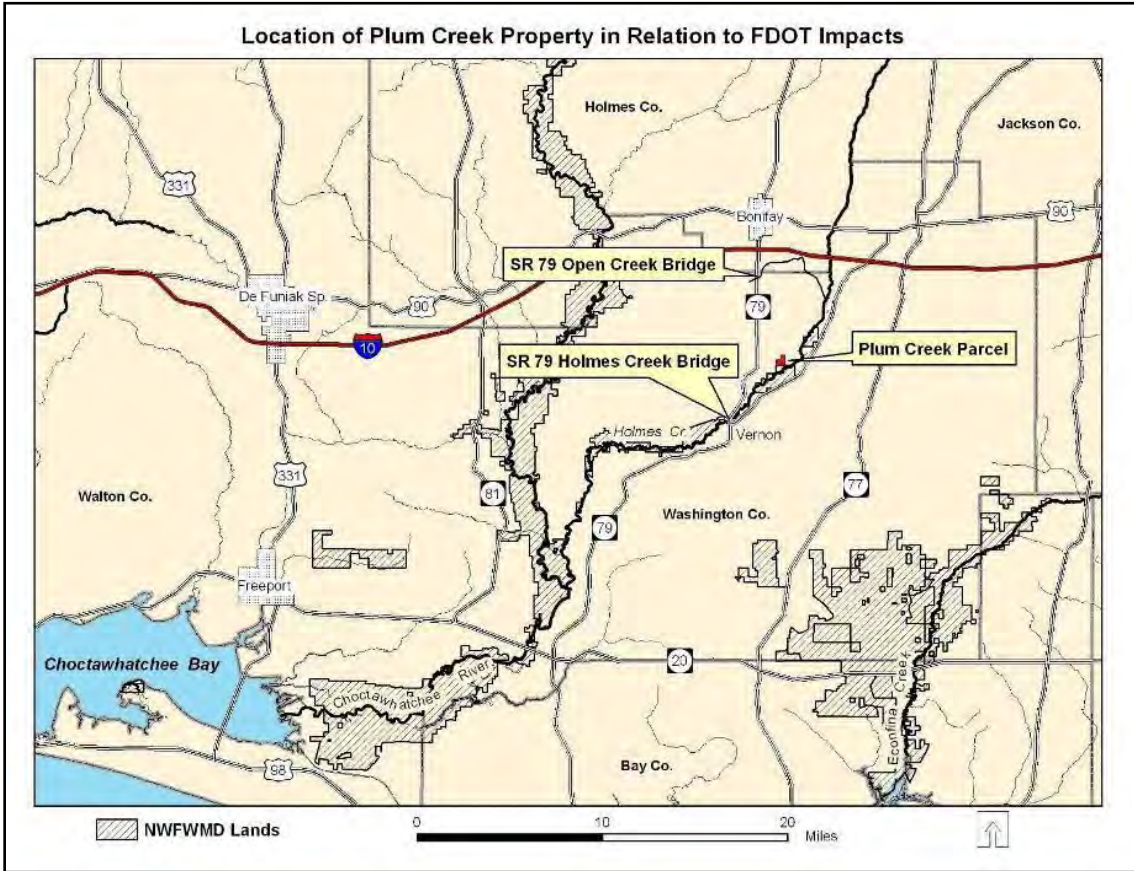 Location of Plum Creek Property in Relation to FDOT Impacts
Holmes Co.
Jackson Co.
331
Bonifay
90
SR 79 Open Creek Bridge
De Funiak Sp.
90
79
10
SR 79 Holmes Creek Bridge
Plum Creek Parcel
Holmes Cr.
Vernon
331
Walton Co.
81
77
79
Washington Co.
Freeport
Choctawhatchee Bay
20
Choctawhatchee River
Econfina Creek
98
Bay Co.
NWFWMD Lands
0 10 20
Miles